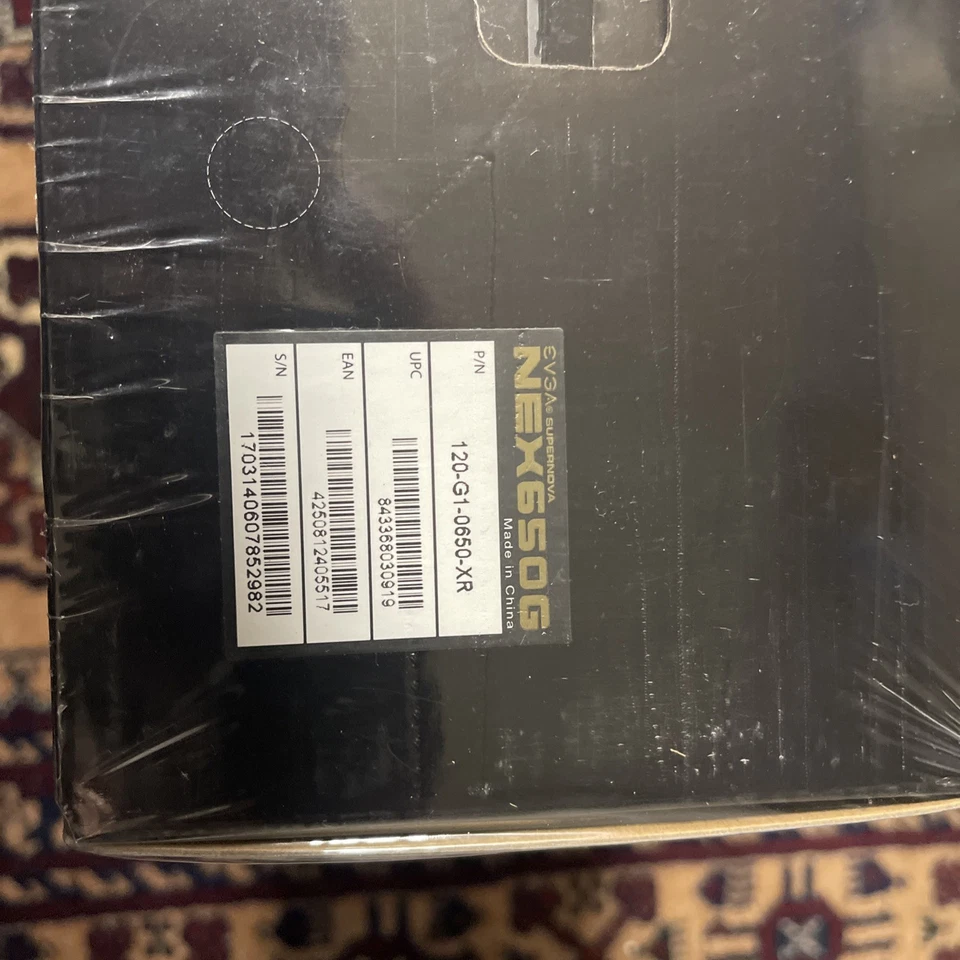 EVGA® SUPERNOVA
NEX650G
Made in China
P/N
120-G1-0650-XR
UPC
843368030919
EAN
4250812405517
S/N
1703140607852982